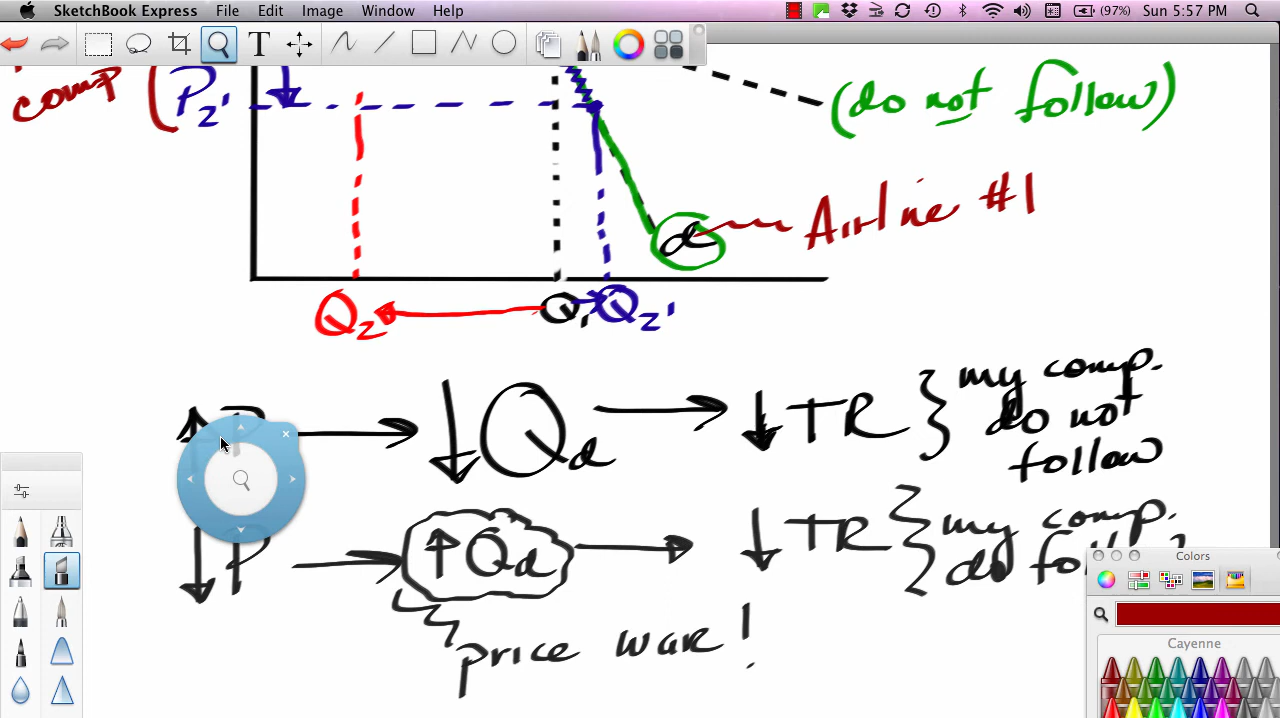 SketchBook Express File Edit Image Window Help (97%) Sun 5:57 PM
T
comp (P2'
(do not follow)
d
Airline #1
Q2 Q1 Q2'
↑P → ↓Qd → ↓TR } my comp.
do not
follow
↓P → ↑Qd → ↓TR } my comp.
do
price war!
Colors
Cayenne